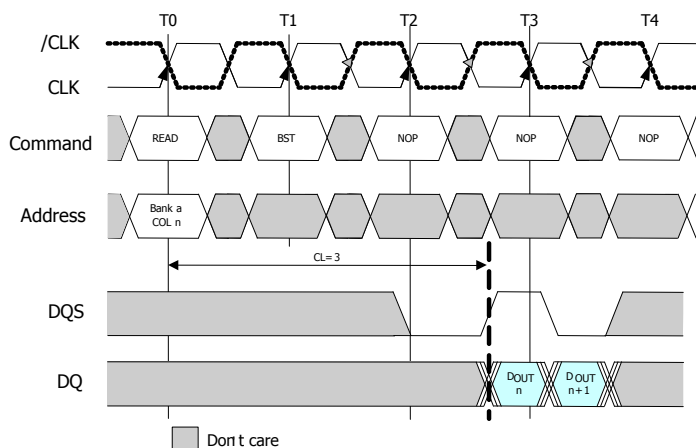 T0 T1 T2 T3 T4
/CLK
CLK
Command READ BST NOP NOP NOP
Address Bank a
COL n
CL=3
DQS
DQ DOUT n DOUT n+1
Don't care